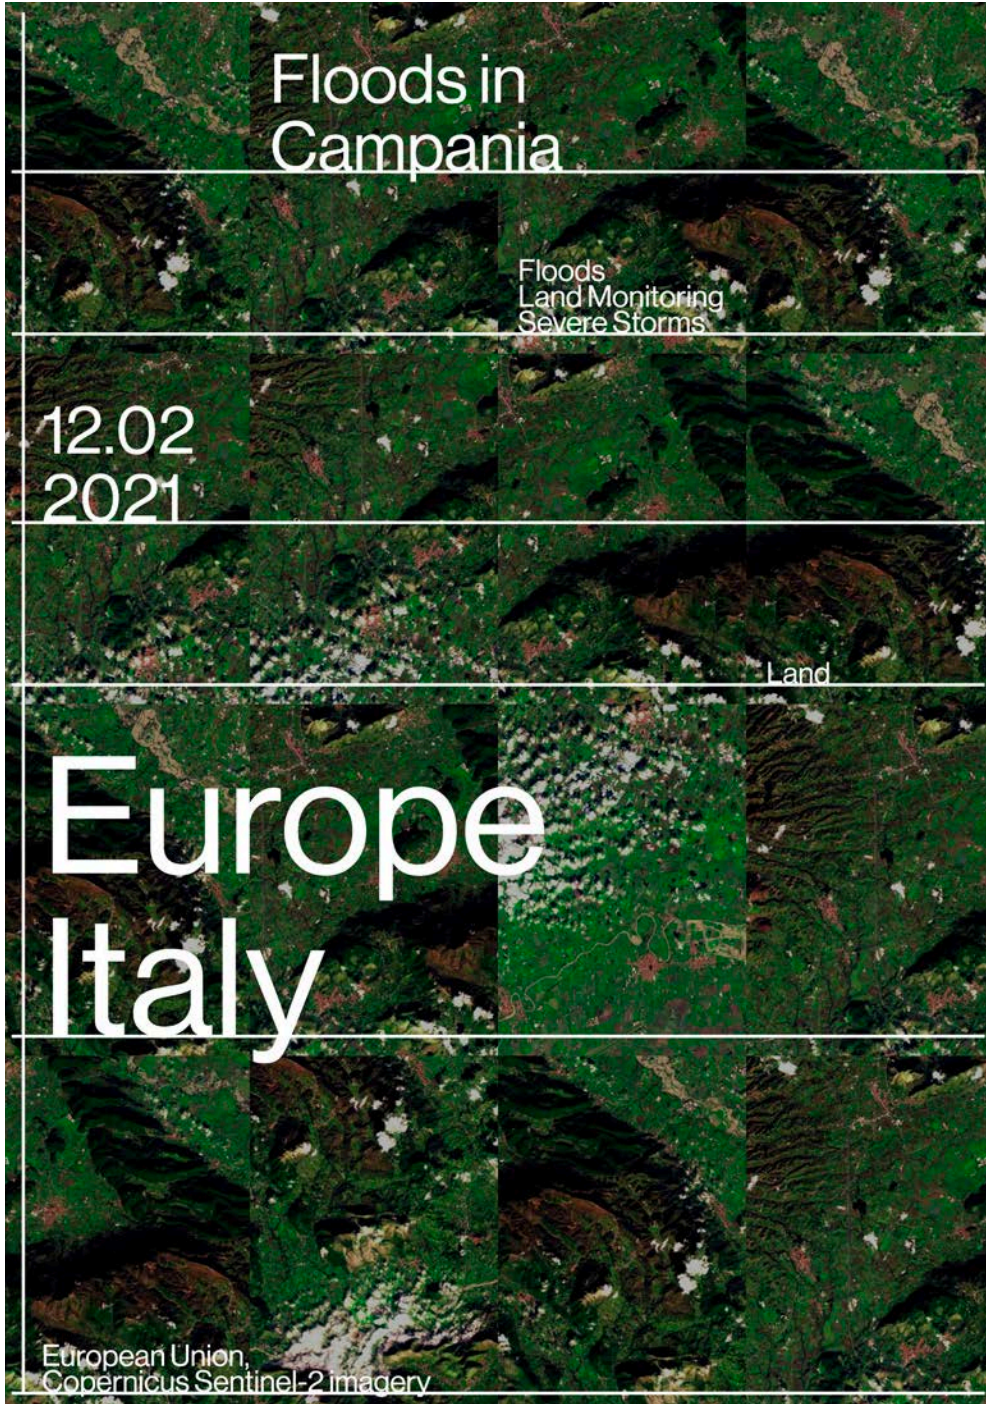 Floods in
Campania
Floods
Land Monitoring
Severe Storms
12.02
2021
Land
Europe
Italy
European Union,
Copernicus Sentinel-2 imagery